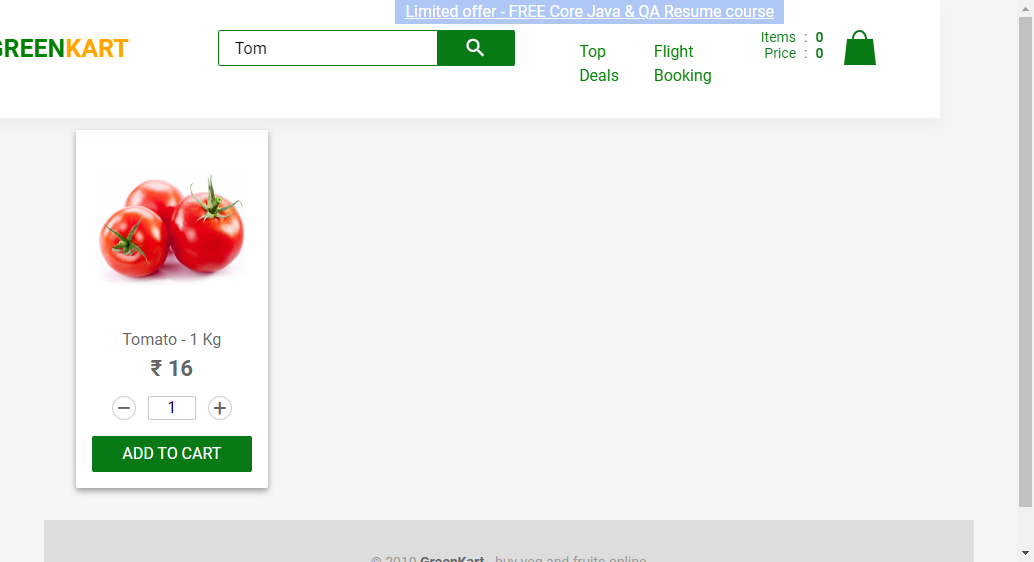 Limited offer - FREE Core Java & QA Resume course
GREENKART
Tom
Top Deals
Flight Booking
Items : 0
Price : 0
Tomato - 1 Kg
₹ 16
1
ADD TO CART
© 2019 GreenKart - buy veg and fruits online